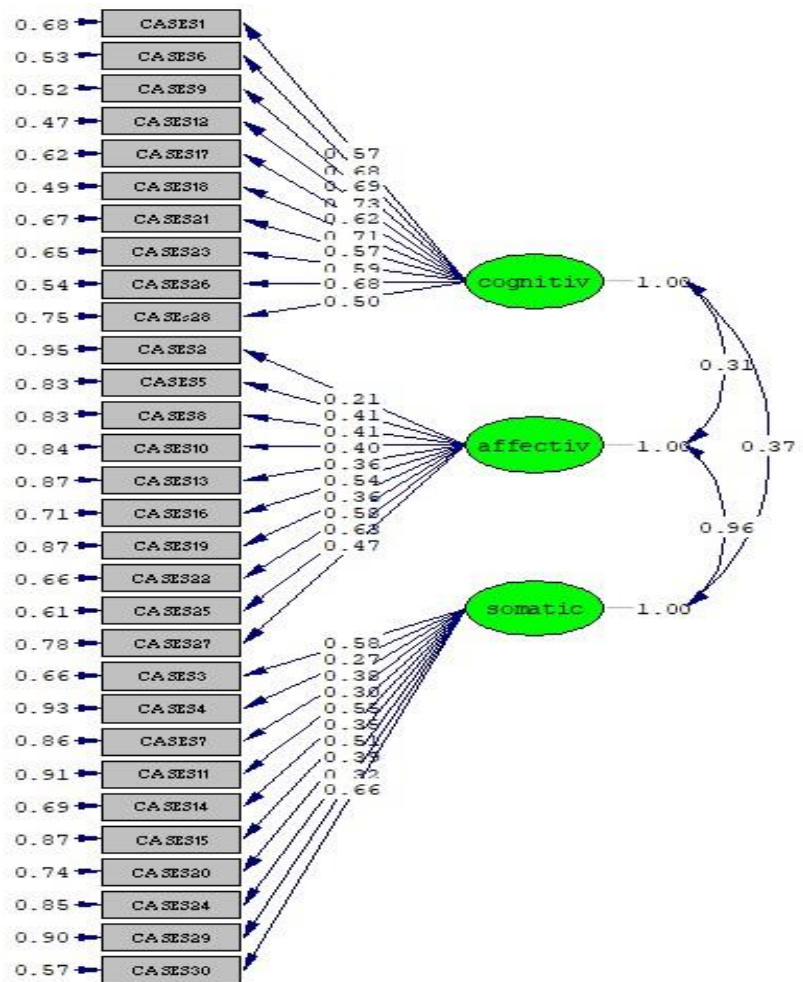 0.68 CASES1
0.53 CASES6
0.52 CASES9
0.47 CASES12
0.62 CASES17
0.49 CASES18
0.67 CASES21
0.65 CASES23
0.54 CASES26
0.75 CASEs28
0.95 CASES2
0.83 CASES5
0.83 CASES8
0.84 CASES10
0.87 CASES13
0.71 CASES16
0.87 CASES19
0.66 CASES22
0.61 CASES25
0.78 CASES27
0.66 CASES3
0.93 CASES4
0.86 CASES7
0.91 CASES11
0.69 CASES14
0.87 CASES15
0.74 CASES20
0.85 CASES24
0.90 CASES29
0.57 CASES30
0.57
0.68
0.69
0.73
0.62
0.71
0.57
0.59
0.68
0.50
0.21
0.41
0.41
0.40
0.36
0.54
0.36
0.58
0.63
0.47
0.58
0.27
0.38
0.30
0.55
0.35
0.51
0.39
0.32
0.66
cognitiv 1.00
affectiv 1.00
somatic 1.00
0.31
0.37
0.96